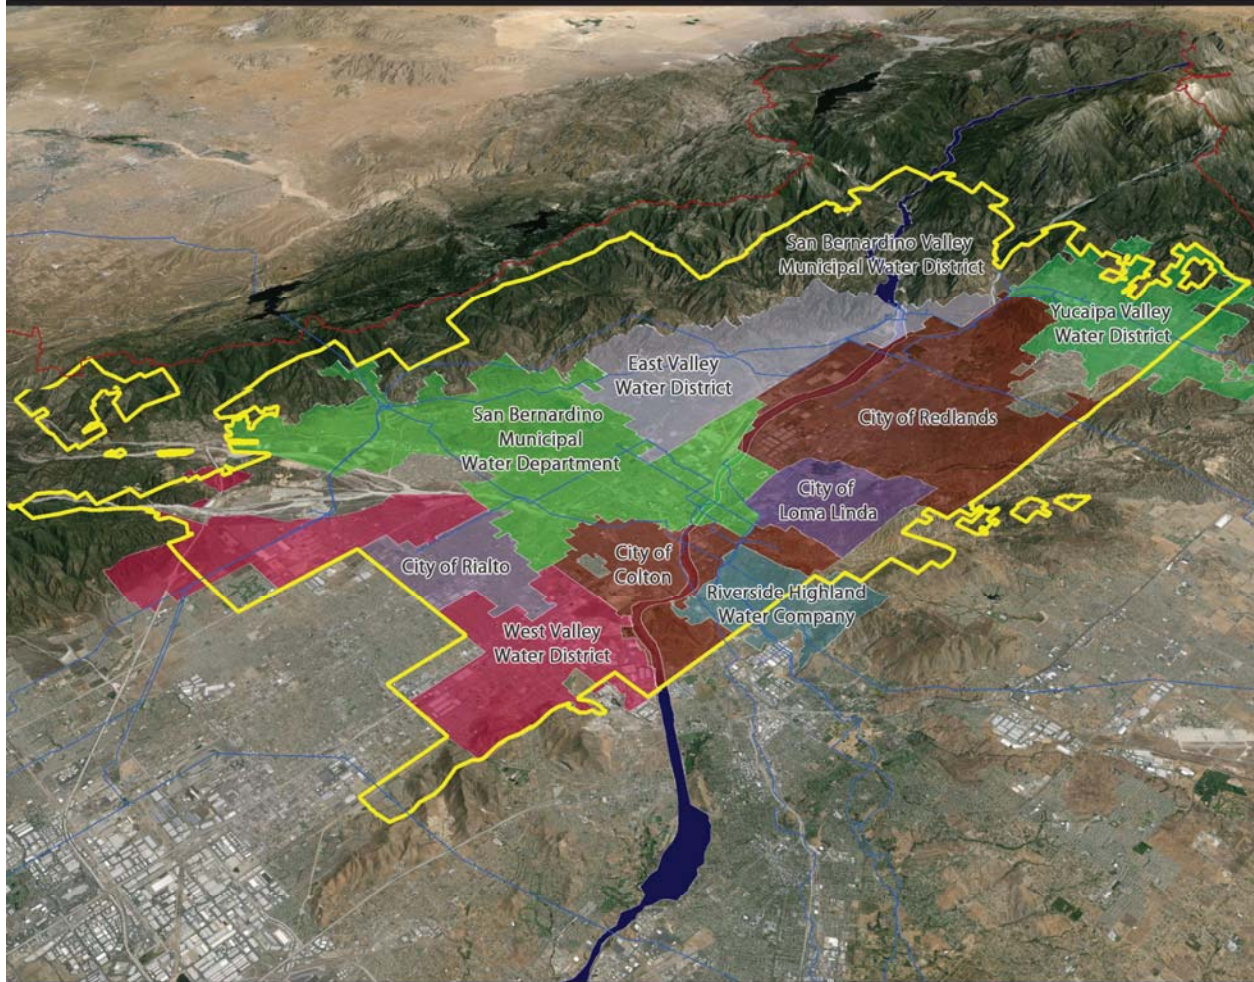 San Bernardino Valley
Municipal Water District
Yucaipa Valley
Water District
East Valley
Water District
San Bernardino
Municipal
Water Department
City of Redlands
City of
Loma Linda
City of Rialto
City of
Colton
Riverside Highland
Water Company
West Valley
Water District